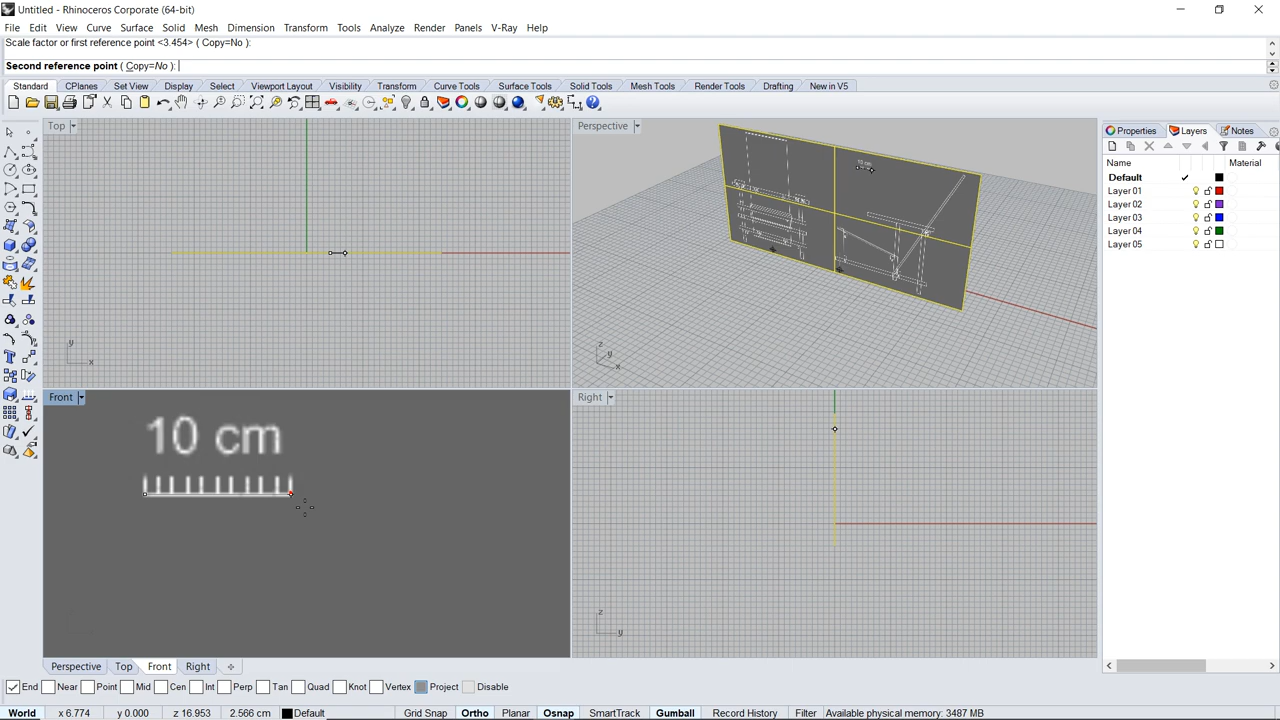 Untitled - Rhinoceros Corporate (64-bit)
File Edit View Curve Surface Solid Mesh Dimension Transform Tools Analyze Render Panels V-Ray Help
Scale factor or first reference point <3.454> ( Copy=No ):
Second reference point ( Copy=No ):
Standard CPlanes Set View Display Select Viewport Layout Visibility Transform Curve Tools Surface Tools Solid Tools Mesh Tools Render Tools Drafting New in V5
Top
Perspective
Properties Layers Notes
Name Material
Default
Layer 01
Layer 02
Layer 03
Layer 04
Layer 05
10 cm
y
x
z
y
x
Front
Right
10 cm
z
y
Perspective Top Front Right
End Near Point Mid Cen Int Perp Tan Quad Knot Vertex Project Disable
World x 6.774 y 0.000 z 16.953 2.566 cm Default Grid Snap Ortho Planar Osnap SmartTrack Gumball Record History Filter Available physical memory: 3487 MB